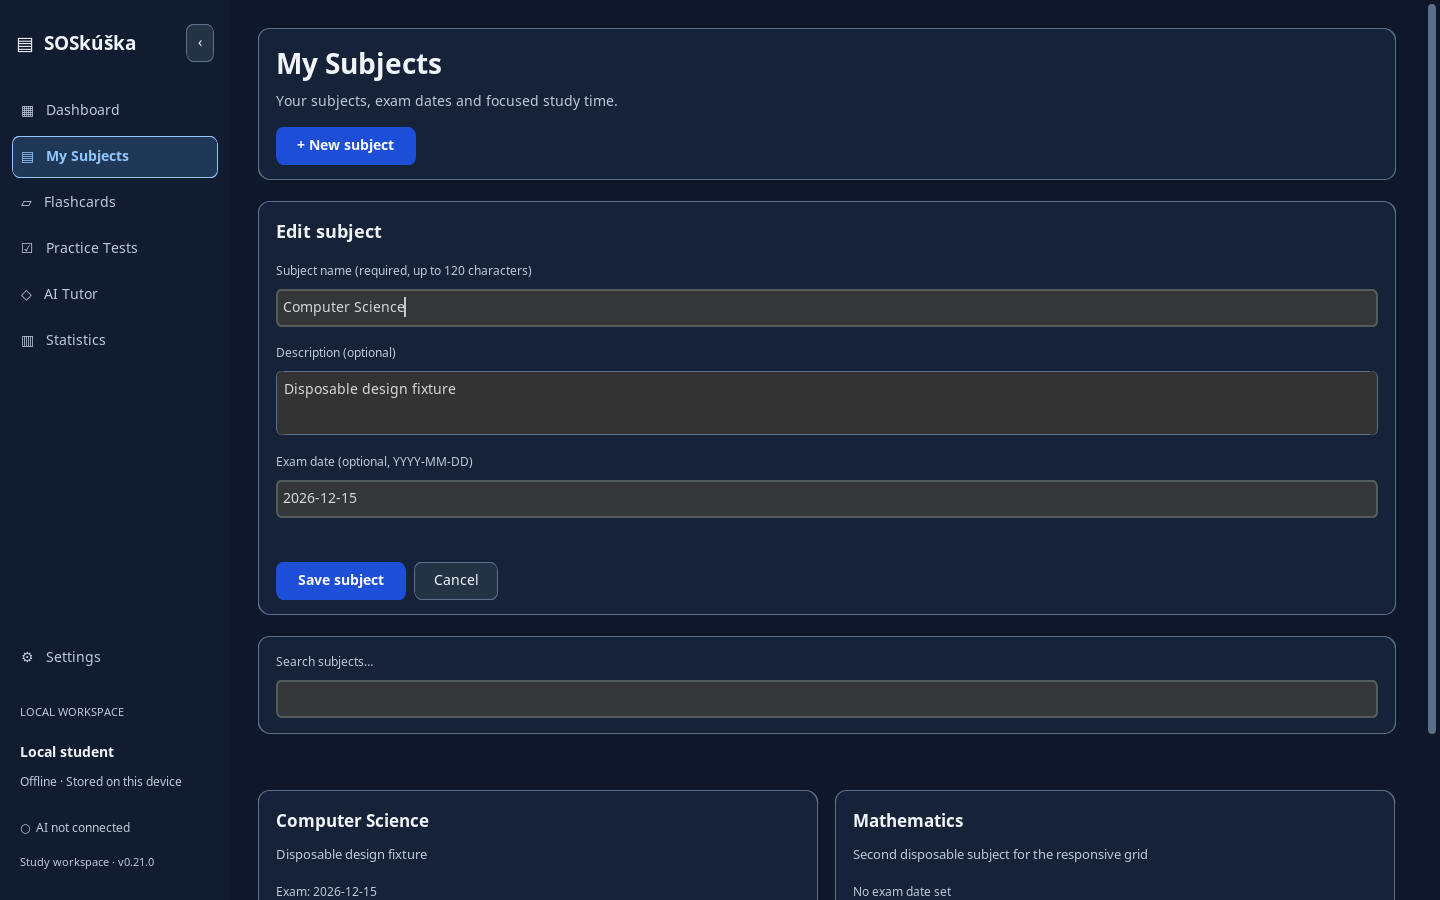 SOSkúška
‹
Dashboard
My Subjects
Flashcards
Practice Tests
AI Tutor
Statistics
Settings
LOCAL WORKSPACE
Local student
Offline · Stored on this device
AI not connected
Study workspace · v0.21.0
My Subjects
Your subjects, exam dates and focused study time.
+ New subject
Edit subject
Subject name (required, up to 120 characters)
Computer Science
Description (optional)
Disposable design fixture
Exam date (optional, YYYY-MM-DD)
2026-12-15
Save subject
Cancel
Search subjects…
Computer Science
Disposable design fixture
Exam: 2026-12-15
Mathematics
Second disposable subject for the responsive grid
No exam date set